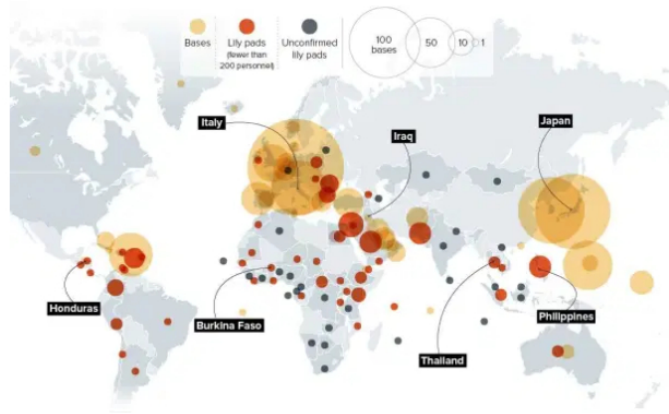 Bases
Lily pads
(fewer than
200 personnel)
Unconfirmed
lily pads
100
bases
50
10
1
Italy
Iraq
Japan
Honduras
Burkina Faso
Thailand
Philippines